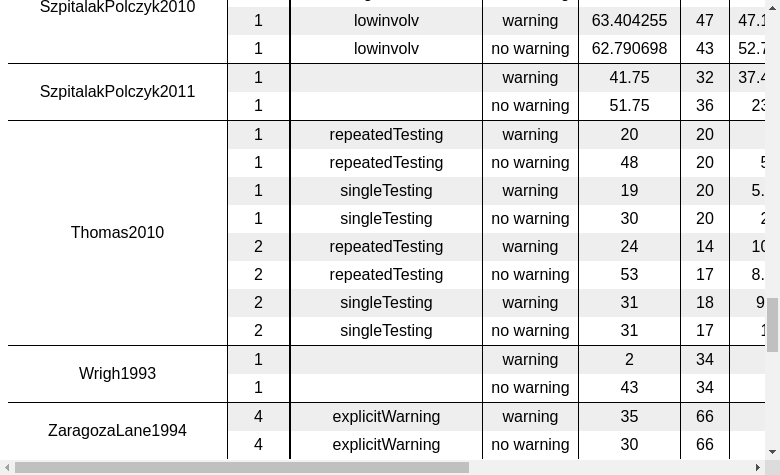 SzpitalakPolczyk2010
1 lowinvolv warning 63.404255 47 47.1
1 lowinvolv no warning 62.790698 43 52.7
SzpitalakPolczyk2011
1 warning 41.75 32 37.4
1 no warning 51.75 36 23
Thomas2010
1 repeatedTesting warning 20 20
1 repeatedTesting no warning 48 20 5
1 singleTesting warning 19 20 5.
1 singleTesting no warning 30 20 2
2 repeatedTesting warning 24 14 10
2 repeatedTesting no warning 53 17 8.
2 singleTesting warning 31 18 9
2 singleTesting no warning 31 17 1
Wrigh1993
1 warning 2 34
1 no warning 43 34
ZaragozaLane1994
4 explicitWarning warning 35 66
4 explicitWarning no warning 30 66